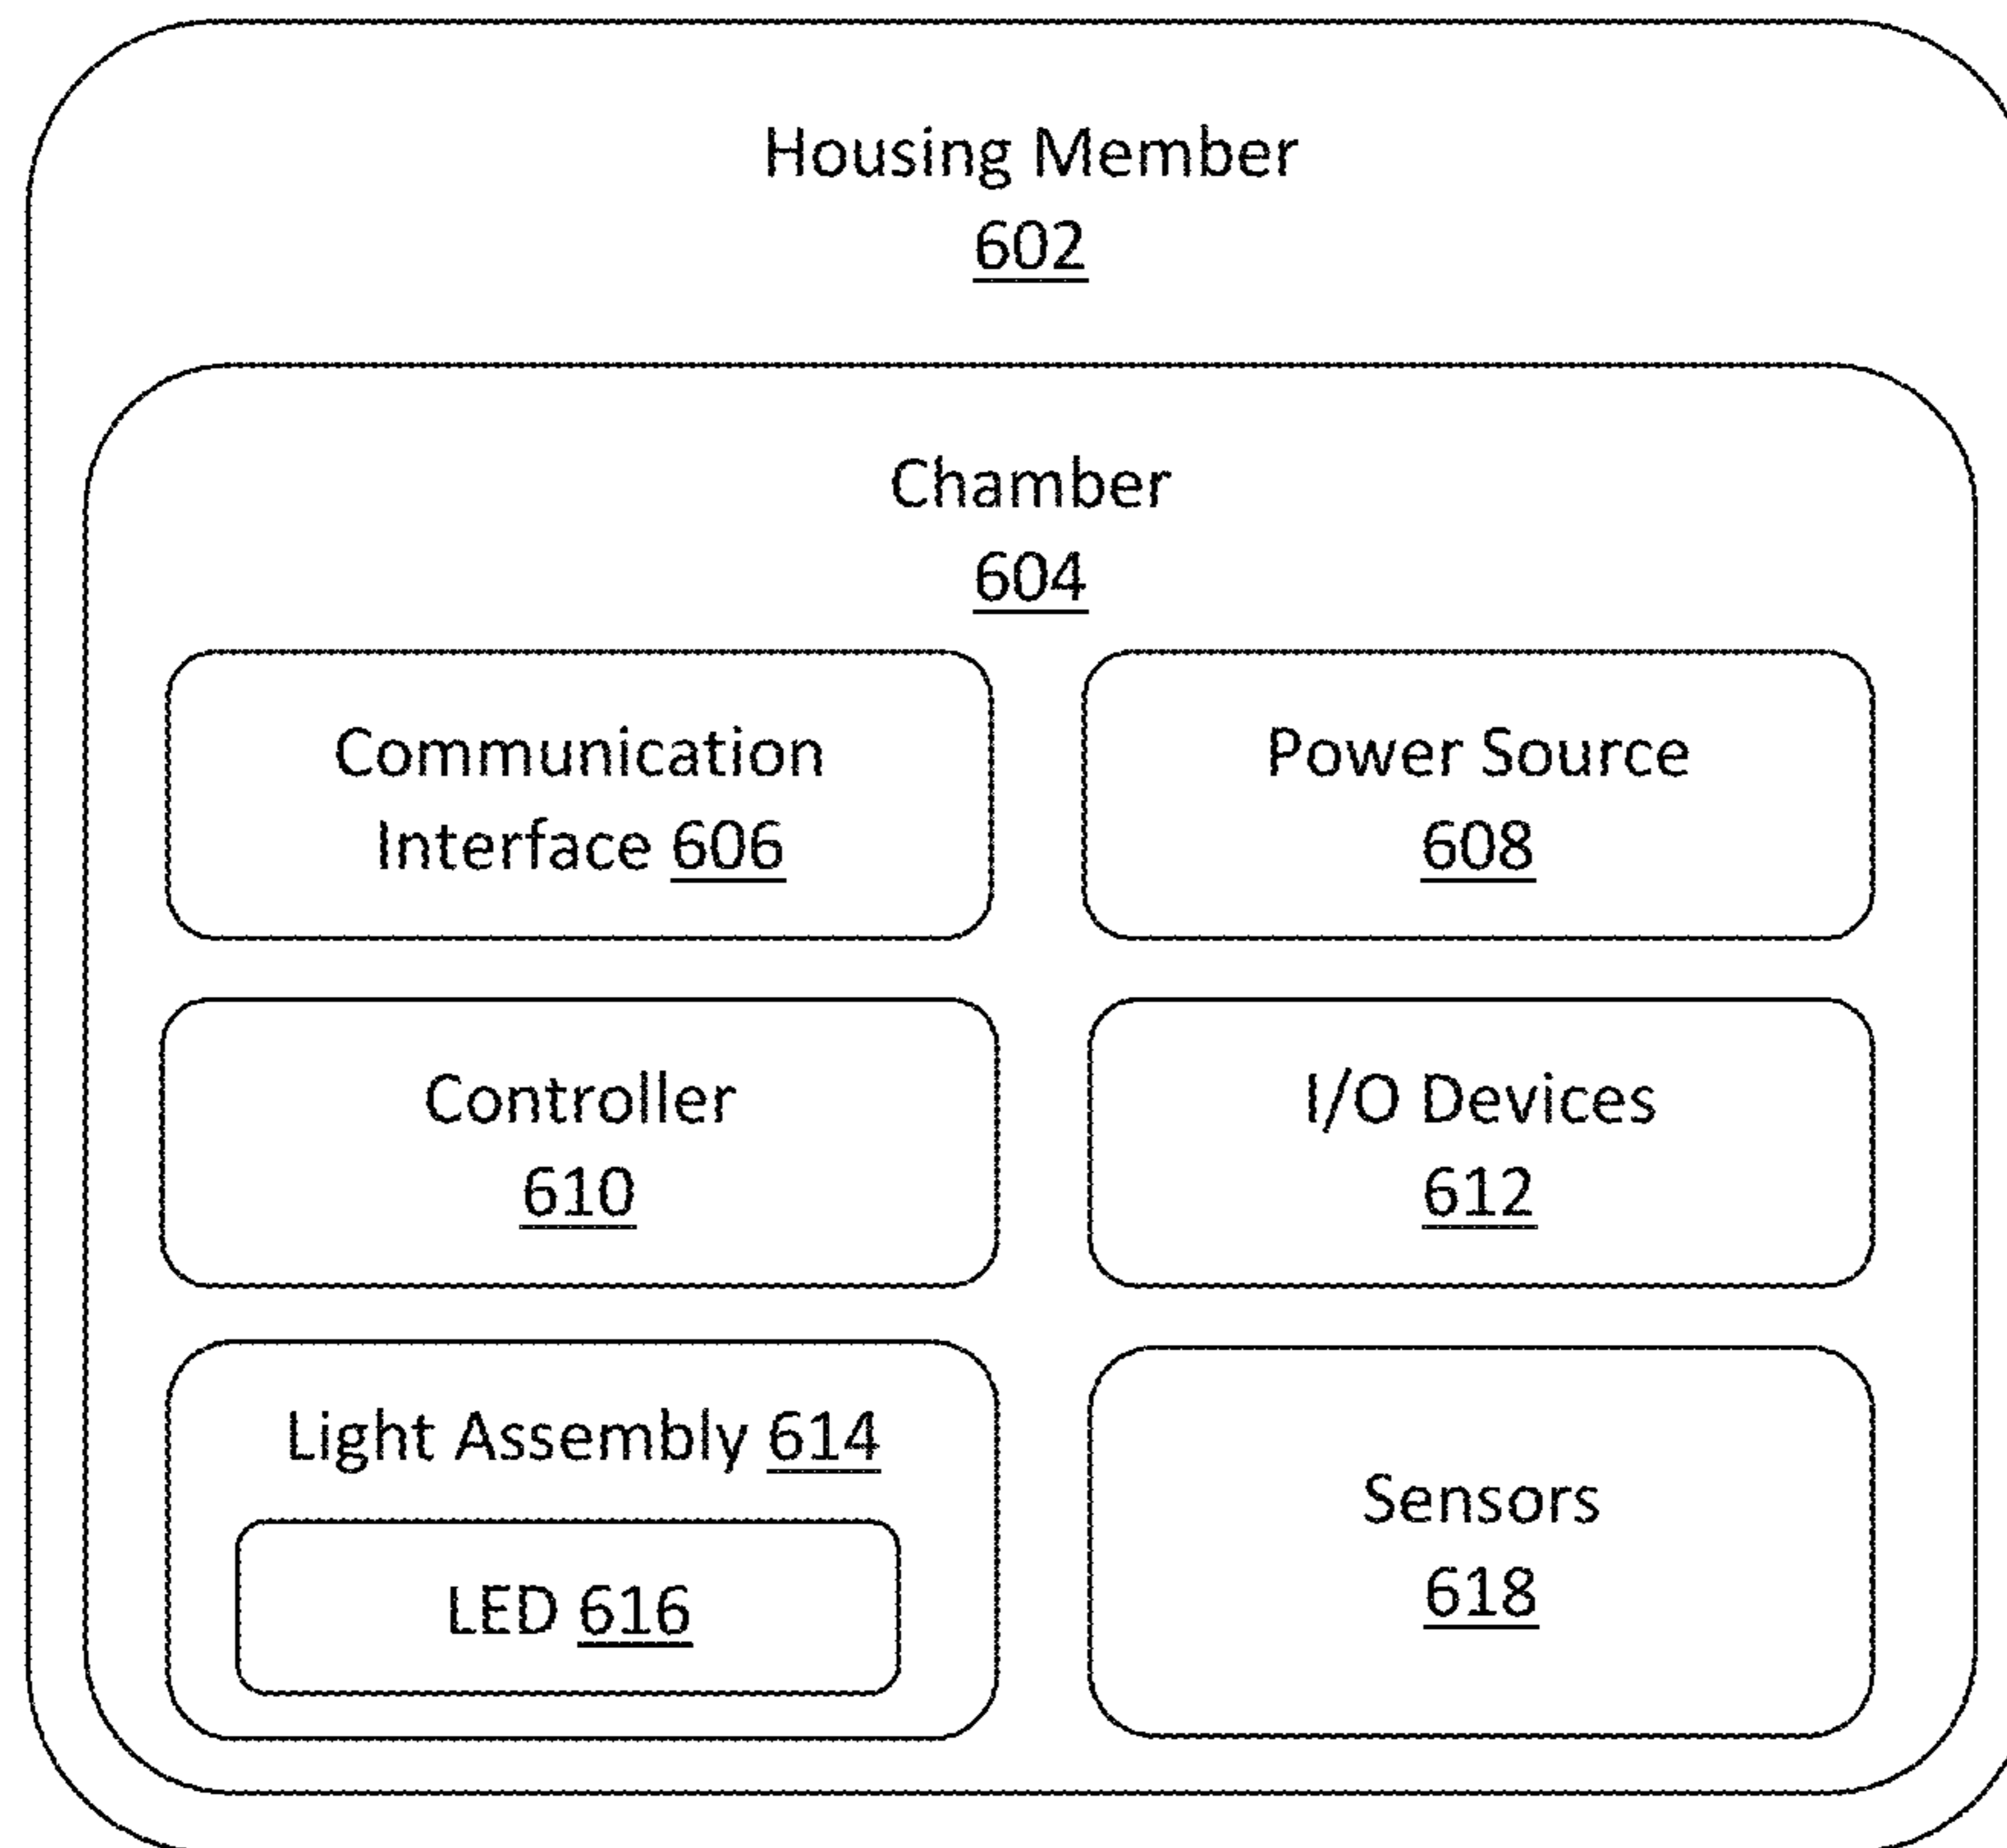 Housing Member
602
Chamber
604
Communication
Interface 606
Power Source
608
Controller
610
I/O Devices
612
Light Assembly 614
LED 616
Sensors
618